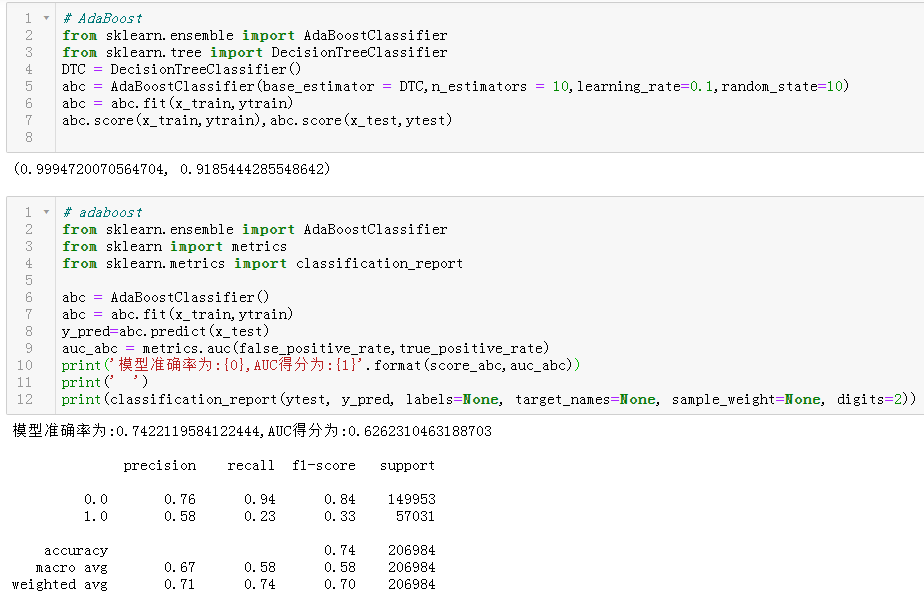 1 # AdaBoost
2 from sklearn.ensemble import AdaBoostClassifier
3 from sklearn.tree import DecisionTreeClassifier
4 DTC = DecisionTreeClassifier()
5 abc = AdaBoostClassifier(base_estimator = DTC,n_estimators = 10,learning_rate=0.1,random_state=10)
6 abc = abc.fit(x_train,ytrain)
7 abc.score(x_train,ytrain),abc.score(x_test,ytest)
8
(0.9994720070564704, 0.9185444285548642)
1 # adaboost
2 from sklearn.ensemble import AdaBoostClassifier
3 from sklearn import metrics
4 from sklearn.metrics import classification_report
5
6 abc = AdaBoostClassifier()
7 abc = abc.fit(x_train,ytrain)
8 y_pred=abc.predict(x_test)
9 auc_abc = metrics.auc(false_positive_rate,true_positive_rate)
10 print('模型准确率为:{0},AUC得分为:{1}'.format(score_abc,auc_abc))
11 print('  ')
12 print(classification_report(ytest, y_pred, labels=None, target_names=None, sample_weight=None, digits=2))
模型准确率为:0.7422119584122444,AUC得分为:0.6262310463188703
precision recall f1-score support
0.0 0.76 0.94 0.84 149953
1.0 0.58 0.23 0.33 57031
accuracy 0.74 206984
macro avg 0.67 0.58 0.58 206984
weighted avg 0.71 0.74 0.70 206984